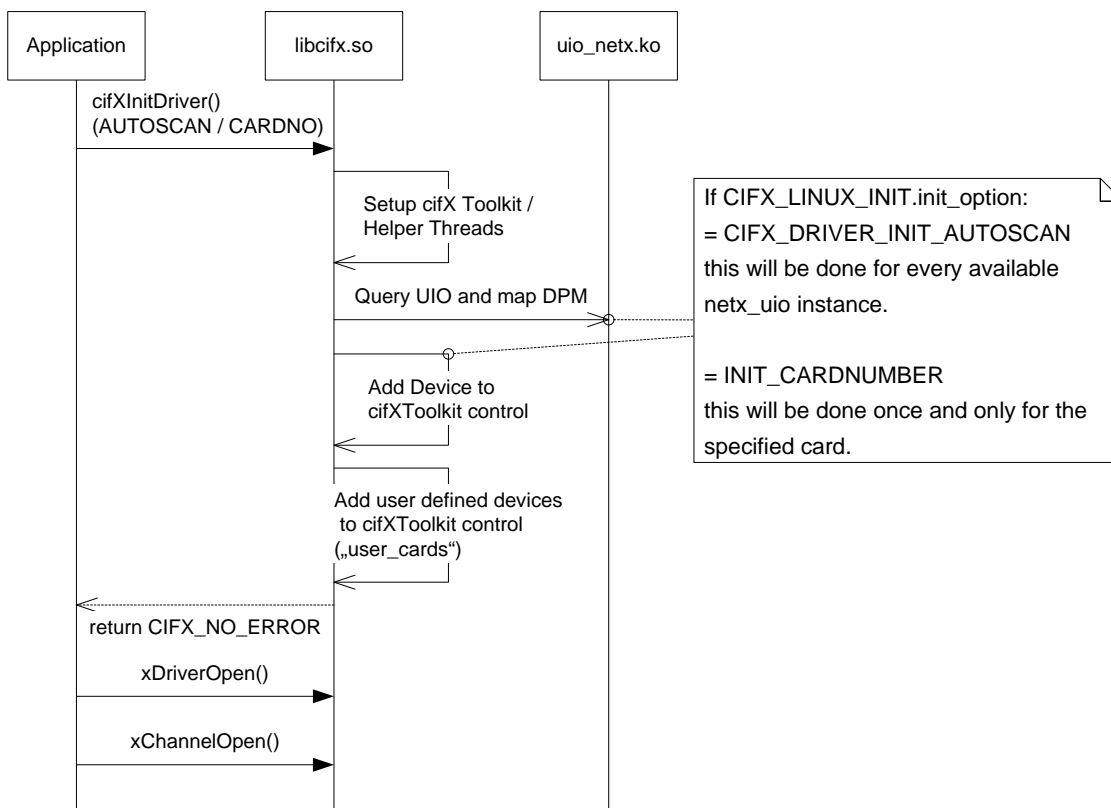 Application
libcifx.so
uio_netx.ko
cifXInitDriver()
(AUTOSCAN / CARDNO)
Setup cifX Toolkit /
Helper Threads
If CIFX_LINUX_INIT.init_option:
= CIFX_DRIVER_INIT_AUTOSCAN
this will be done for every available
netx_uio instance.
= INIT_CARDNUMBER
this will be done once and only for the
specified card.
Query UIO and map DPM
Add Device to
cifXToolkit control
Add user defined devices
to cifXToolkit control
(„user_cards“)
return CIFX_NO_ERROR
xDriverOpen()
xChannelOpen()